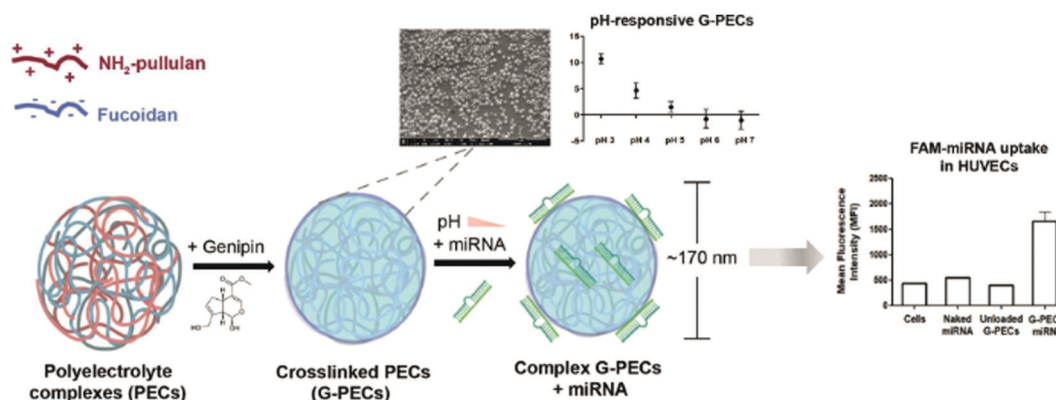 NH₂-pullulan
Fucoidan
pH-responsive G-PECs
15
10
5
0
-5
pH 3
pH 4
pH 5
pH 6
pH 7
+ Genipin
HO
OH
pH
+ miRNA
~170 nm
Polyelectrolyte
complexes (PECs)
Crosslinked PECs
(G-PECs)
Complex G-PECs
+ miRNA
FAM-miRNA uptake
in HUVECs
Mean Fluorescence
Intensity (MFI)
2500
2000
1500
1000
500
0
Cells
Naked
miRNA
Unloaded
G-PECs